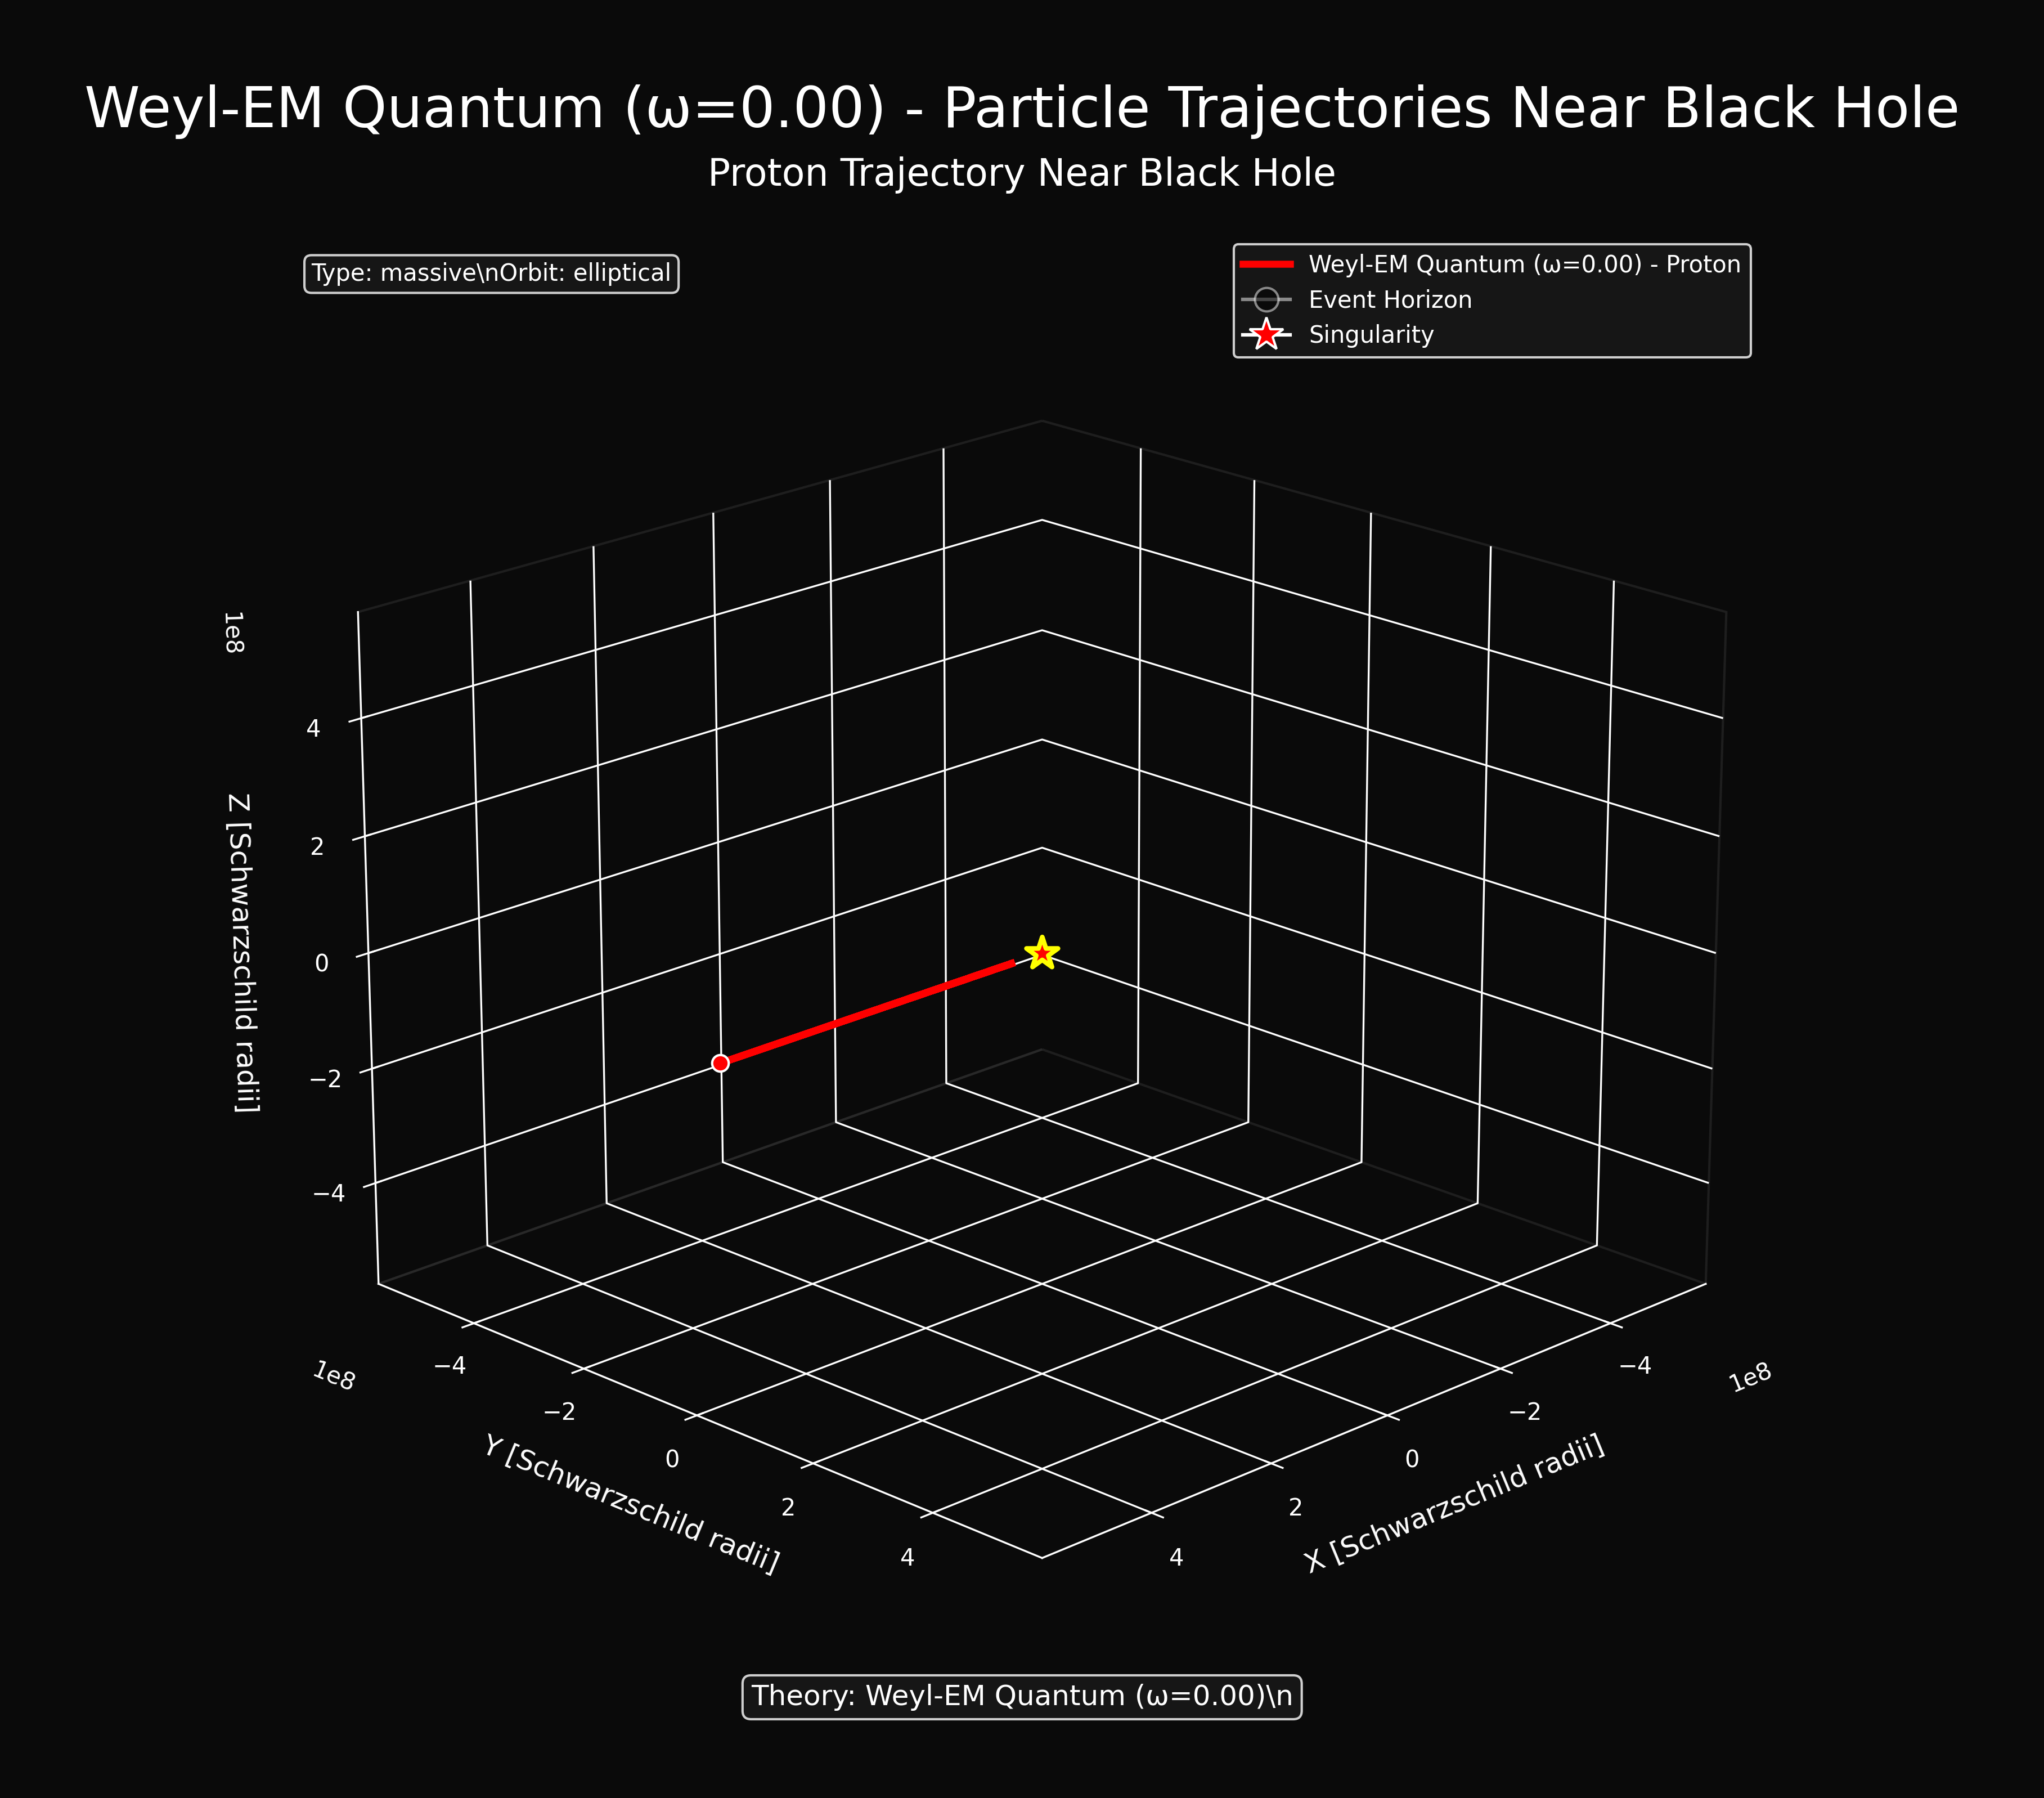 Weyl-EM Quantum (ω=0.00) - Particle Trajectories Near Black Hole
Proton Trajectory Near Black Hole
Type: massive\nOrbit: elliptical
Weyl-EM Quantum (ω=0.00) - Proton
Event Horizon
Singularity
1e8
4
2
0
−2
−4
Z [Schwarzschild radii]
1e8
−4
−2
0
2
4
Y [Schwarzschild radii]
4
2
0
−2
−4
1e8
X [Schwarzschild radii]
Theory: Weyl-EM Quantum (ω=0.00)\n